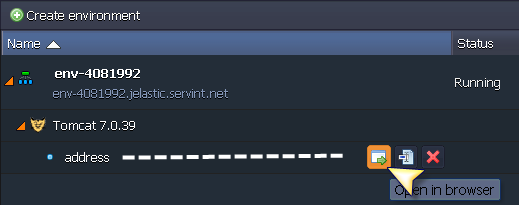 Create environment
Name Status
env-4081992
env-4081992.jelastic.servint.net Running
Tomcat 7.0.39
address
Open in browser